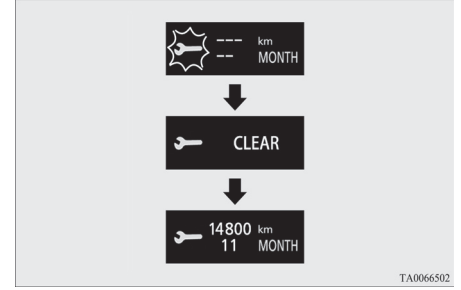 --- km
-- MONTH
CLEAR
14800 km
11 MONTH
TA0066502